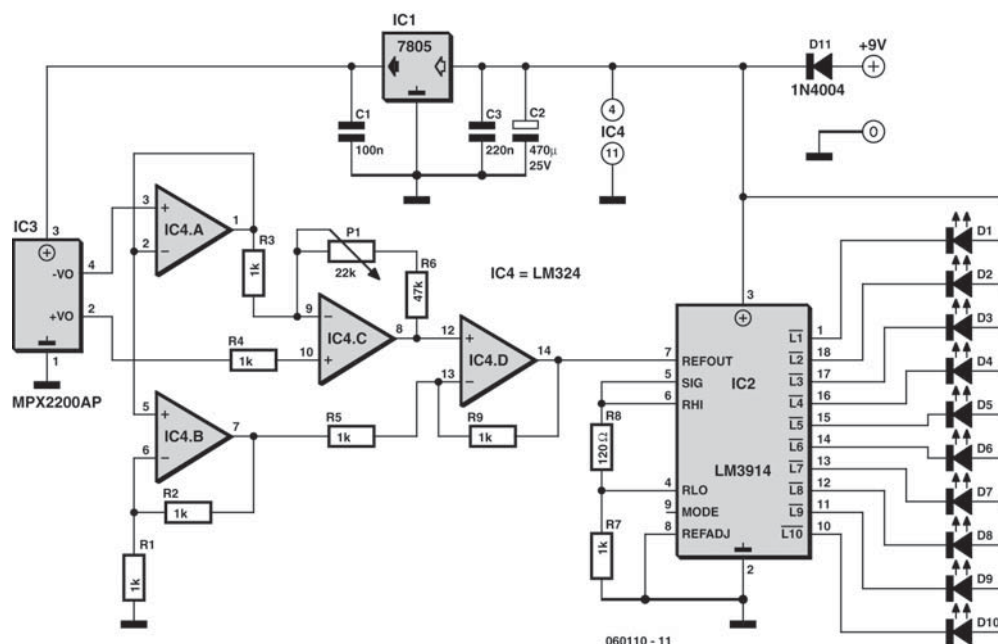 IC1
7805
D11
+9V
1N4004
C1
100n
C3
220n
C2
470µ
25V
4
IC4
11
0
IC3
3
-VO
4
+VO
2
1
MPX2200AP
3
+
IC4.A
1
2
−
R3
1k
P1
22k
R6
47k
IC4 = LM324
9
−
IC4.C
8
10
+
R4
1k
12
+
IC4.D
14
13
−
5
+
IC4.B
7
6
−
R5
1k
R9
1k
R2
1k
R1
1k
3
7
REFOUT
5
SIG
6
RHI
IC2
R8
120Ω
LM3914
4
RLO
9
MODE
8
REFADJ
R7
1k
2
L1
1
D1
L2
18
D2
L3
17
D3
L4
16
D4
L5
15
D5
L6
14
D6
L7
13
D7
L8
12
D8
L9
11
D9
L10
10
D10
060110 - 11